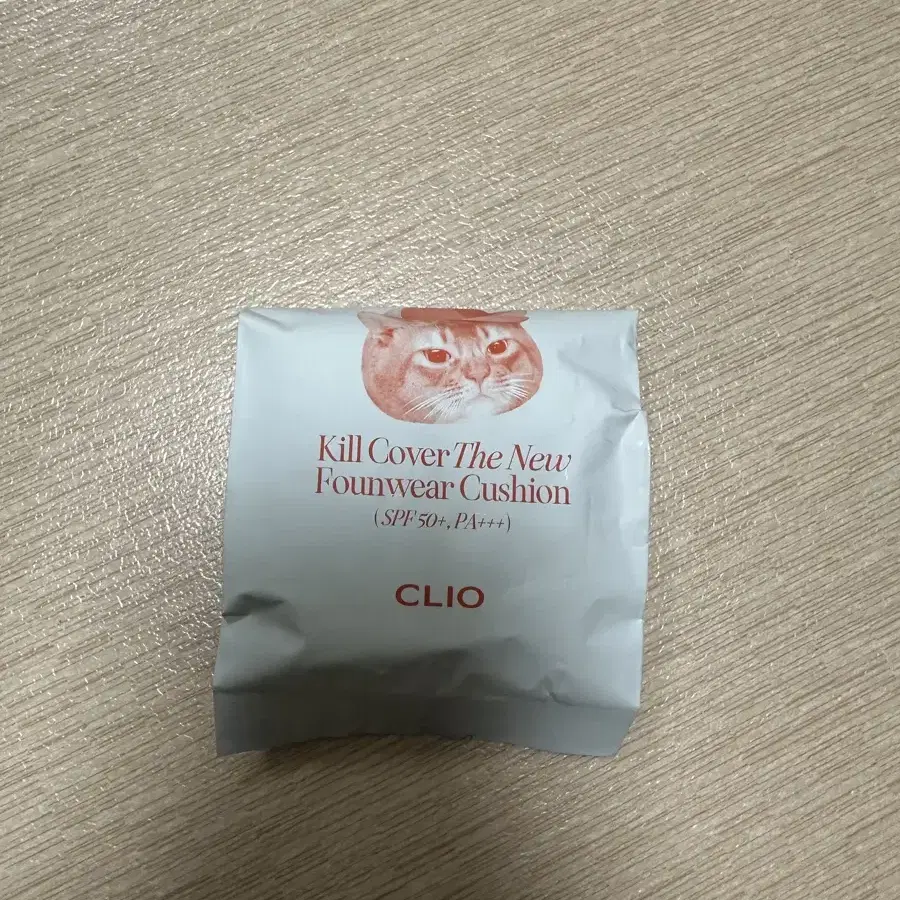 Kill Cover The New
Founwear Cushion
(SPF 50+, PA+++)
CLIO